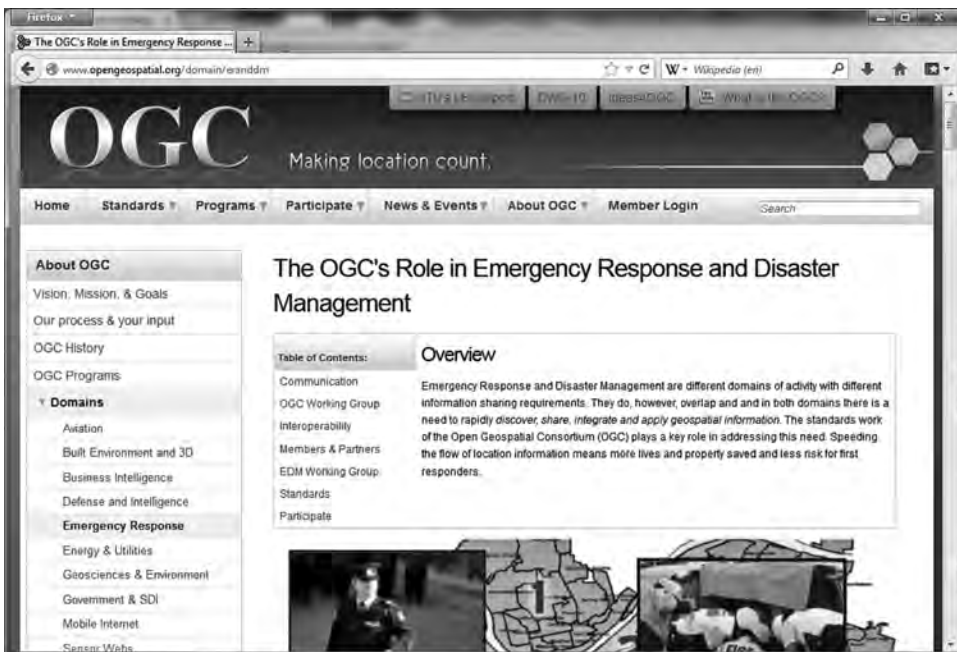 Firefox
The OGC's Role in Emergency Response ...
www.opengeospatial.org/domain/eranddm
W - Wikipedia (en)
What is the OGC?
OGC
Making location count.
Home Standards Programs Participate News & Events About OGC Member Login Search
About OGC
Vision, Mission, & Goals
Our process & your input
OGC History
OGC Programs
Domains
Aviation
Built Environment and 3D
Business Intelligence
Defense and Intelligence
Emergency Response
Energy & Utilities
Geosciences & Environment
Government & SDI
Mobile Internet
Sensor Webs
The OGC's Role in Emergency Response and Disaster
Management
Table of Contents:
Communication
OGC Working Group
Interoperability
Members & Partners
EDM Working Group
Standards
Participate
Overview
Emergency Response and Disaster Management are different domains of activity with different
information sharing requirements. They do, however, overlap and and in both domains there is a
need to rapidly discover, share, integrate and apply geospatial information. The standards work
of the Open Geospatial Consortium (OGC) plays a key role in addressing this need. Speeding
the flow of location information means more lives and property saved and less risk for first
responders.
1